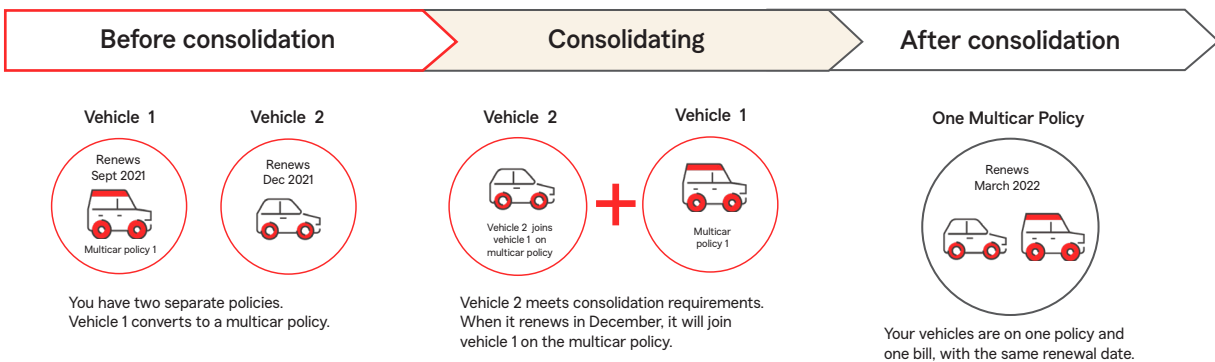 Before consolidation
Consolidating
After consolidation
Vehicle 1
Renews
Sept 2021
Multicar policy 1
Vehicle 2
Renews
Dec 2021
You have two separate policies.
Vehicle 1 converts to a multicar policy.
Vehicle 2
Vehicle 2 joins
vehicle 1 on
multicar policy
Vehicle 1
Multicar
policy 1
Vehicle 2 meets consolidation requirements.
When it renews in December, it will join
vehicle 1 on the multicar policy.
One Multicar Policy
Renews
March 2022
Your vehicles are on one policy and
one bill, with the same renewal date.